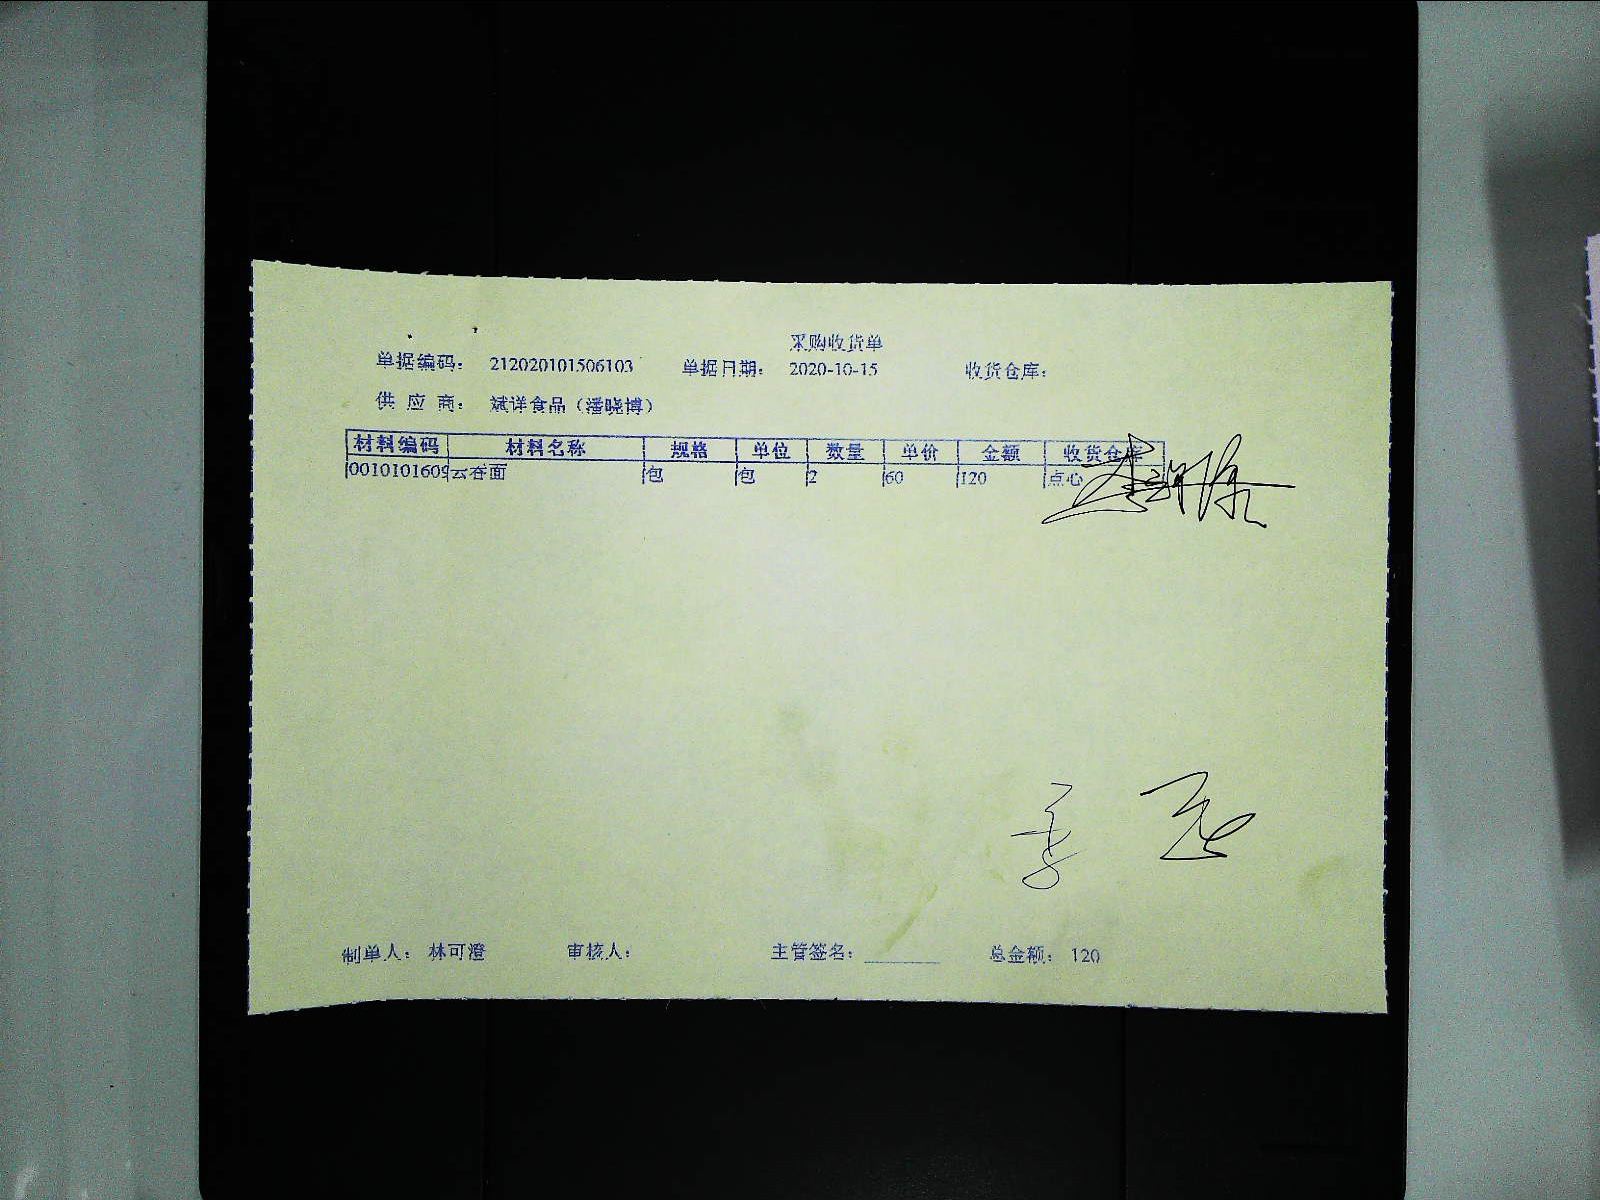 采购收货单
单据编码： 212020101506103 单据日期： 2020-10-15 收货仓库：
供 应 商： 斌详食品（潘晓博）
材料编码 材料名称 规格 单位 数量 单价 金额 收货仓库
0010101609 云吞面 包 包 2 60 120 点心
制单人： 林可澄 审核人： 主管签名： 总金额： 120